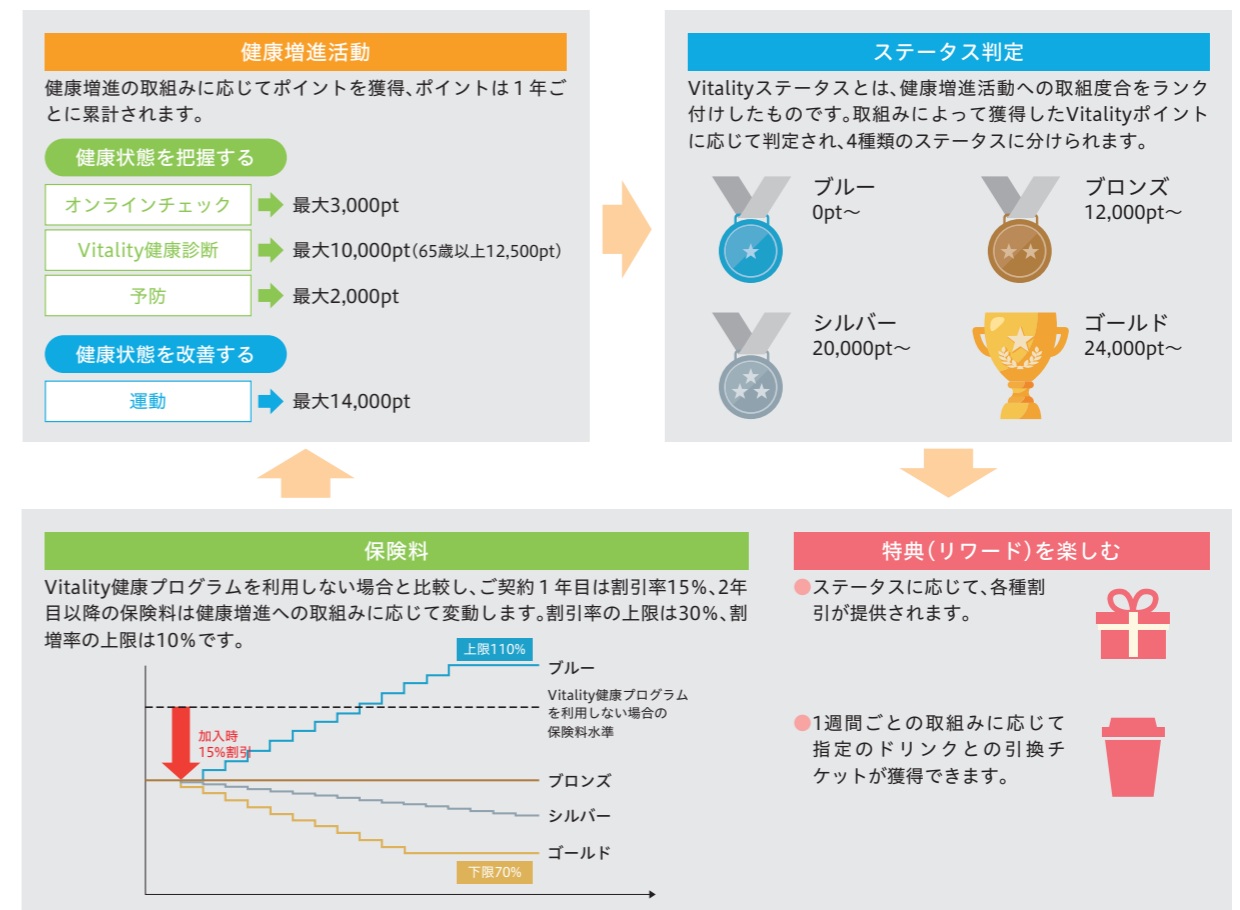 健康増進活動
健康増進の取組みに応じてポイントを獲得、ポイントは1年ご
とに累計されます。
健康状態を把握する
オンラインチェック
最大3,000pt
Vitality健康診断
最大10,000pt(65歳以上12,500pt)
予防
最大2,000pt
健康状態を改善する
運動
最大14,000pt
ステータス判定
Vitalityステータスとは、健康増進活動への取組度合をランク
付けしたものです。取組みによって獲得したVitalityポイント
に応じて判定され、4種類のステータスに分けられます。
ブルー
0pt〜
ブロンズ
12,000pt〜
シルバー
20,000pt〜
ゴールド
24,000pt〜
保険料
Vitality健康プログラムを利用しない場合と比較し、ご契約1年目は割引率15%、2年
目以降の保険料は健康増進への取組みに応じて変動します。割引率の上限は30%、割
増率の上限は10%です。
上限110%
ブルー
Vitality健康プログラム
を利用しない場合の
保険料水準
加入時
15%割引
ブロンズ
シルバー
ゴールド
下限70%
特典(リワード)を楽しむ
●ステータスに応じて、各種割
引が提供されます。
●1週間ごとの取組みに応じて
指定のドリンクとの引換チ
ケットが獲得できます。